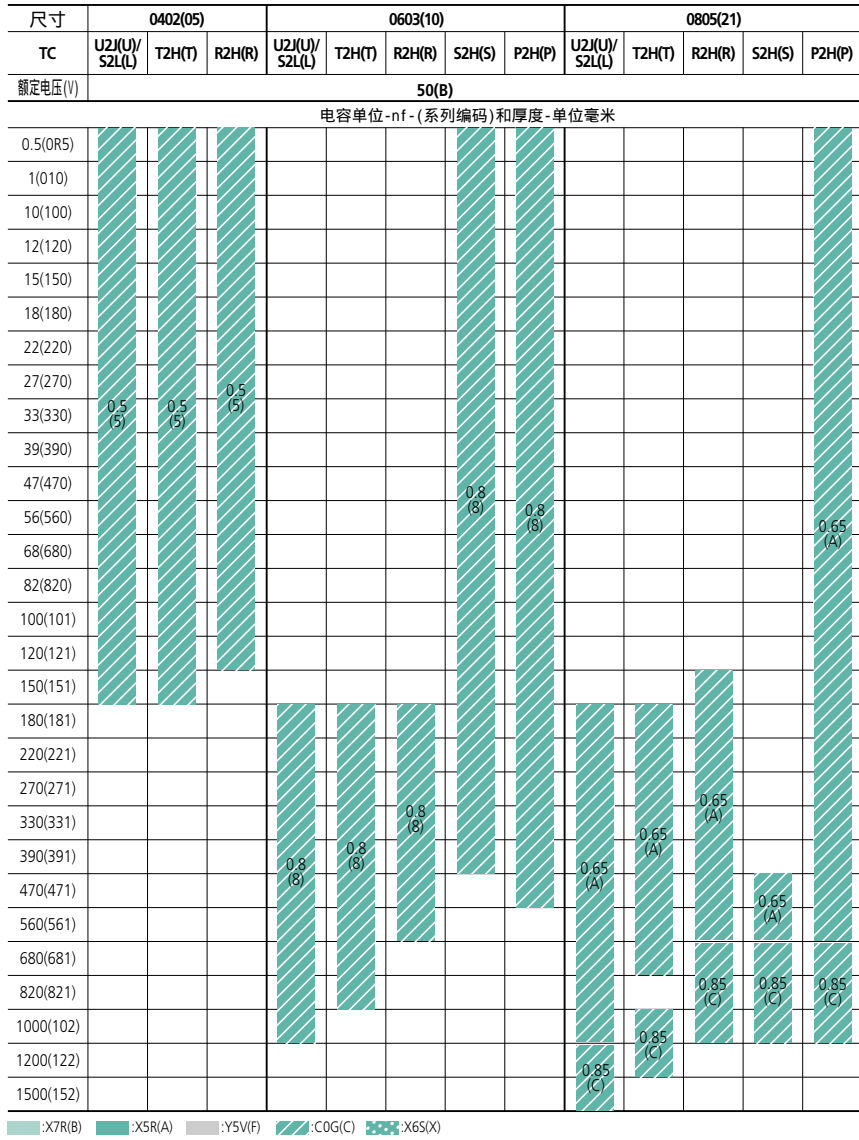 尺寸 0402(05) 0603(10) 0805(21)
TC U2J(U)/S2L(L) T2H(T) R2H(R) U2J(U)/S2L(L) T2H(T) R2H(R) S2H(S) P2H(P) U2J(U)/S2L(L) T2H(T) R2H(R) S2H(S) P2H(P)
额定电压(V) 50(B)
电容单位-nf-(系列编码)和厚度-单位毫米
0.5(0R5)
1(010)
10(100)
12(120)
15(150)
18(180)
22(220)
27(270) 0.5(5)
33(330) 0.5(5) 0.5(5)
39(390)
47(470) 0.8(8)
56(560) 0.8(8) 0.65(A)
68(680)
82(820)
100(101)
120(121)
150(151)
180(181)
220(221)
270(271) 0.65(A)
330(331) 0.8(8) 0.65(A)
390(391) 0.8(8) 0.8(8) 0.65(A)
470(471) 0.65(A)
560(561)
680(681)
820(821) 0.85(C) 0.85(C) 0.85(C)
1000(102) 0.85(C)
1200(122) 0.85(C)
1500(152)
:X7R(B) :X5R(A) :Y5V(F) :C0G(C) :X6S(X)